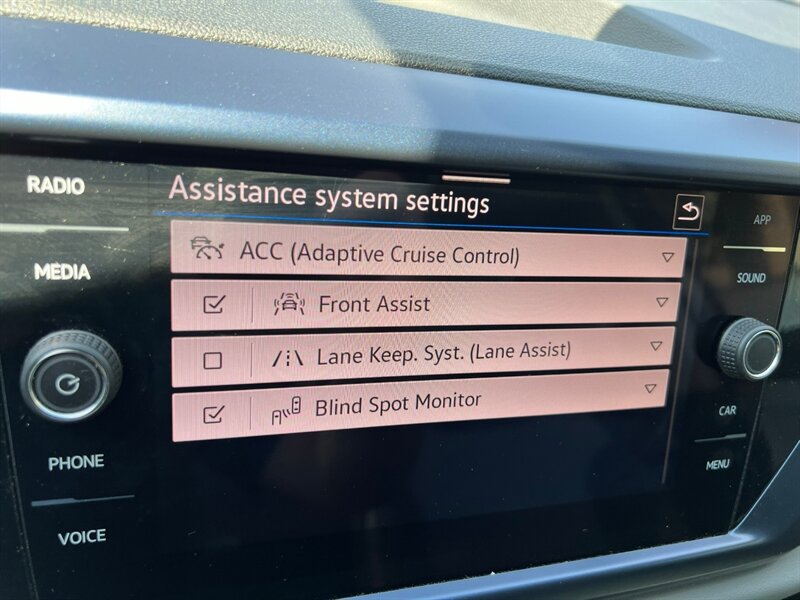 RADIO
MEDIA
PHONE
VOICE
Assistance system settings
ACC (Adaptive Cruise Control)
Front Assist
Lane Keep. Syst. (Lane Assist)
Blind Spot Monitor
APP
SOUND
CAR
MENU